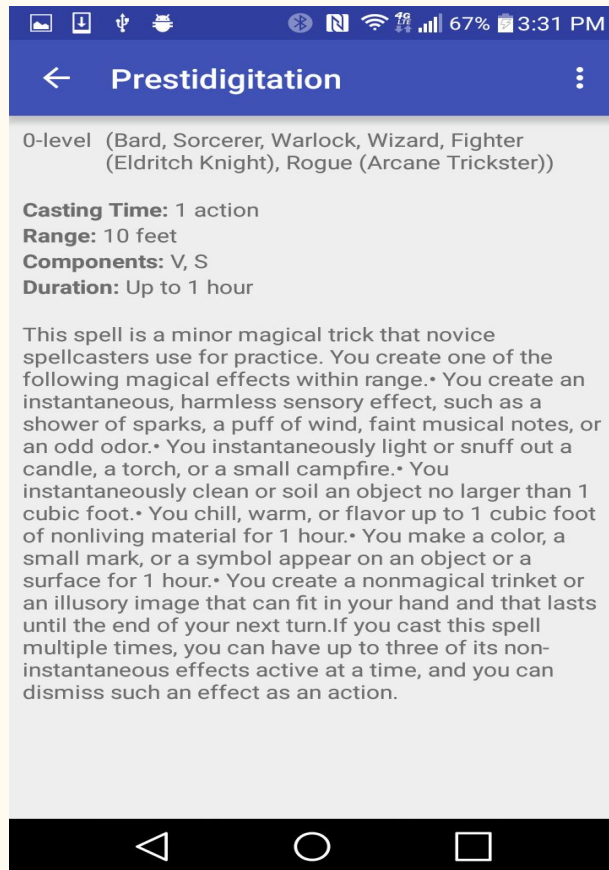 4G LTE 67% 3:31 PM
Prestidigitation
0-level (Bard, Sorcerer, Warlock, Wizard, Fighter
(Eldritch Knight), Rogue (Arcane Trickster))
Casting Time: 1 action
Range: 10 feet
Components: V, S
Duration: Up to 1 hour
This spell is a minor magical trick that novice
spellcasters use for practice. You create one of the
following magical effects within range.• You create an
instantaneous, harmless sensory effect, such as a
shower of sparks, a puff of wind, faint musical notes, or
an odd odor.• You instantaneously light or snuff out a
candle, a torch, or a small campfire.• You
instantaneously clean or soil an object no larger than 1
cubic foot.• You chill, warm, or flavor up to 1 cubic foot
of nonliving material for 1 hour.• You make a color, a
small mark, or a symbol appear on an object or a
surface for 1 hour.• You create a nonmagical trinket or
an illusory image that can fit in your hand and that lasts
until the end of your next turn.If you cast this spell
multiple times, you can have up to three of its non-
instantaneous effects active at a time, and you can
dismiss such an effect as an action.